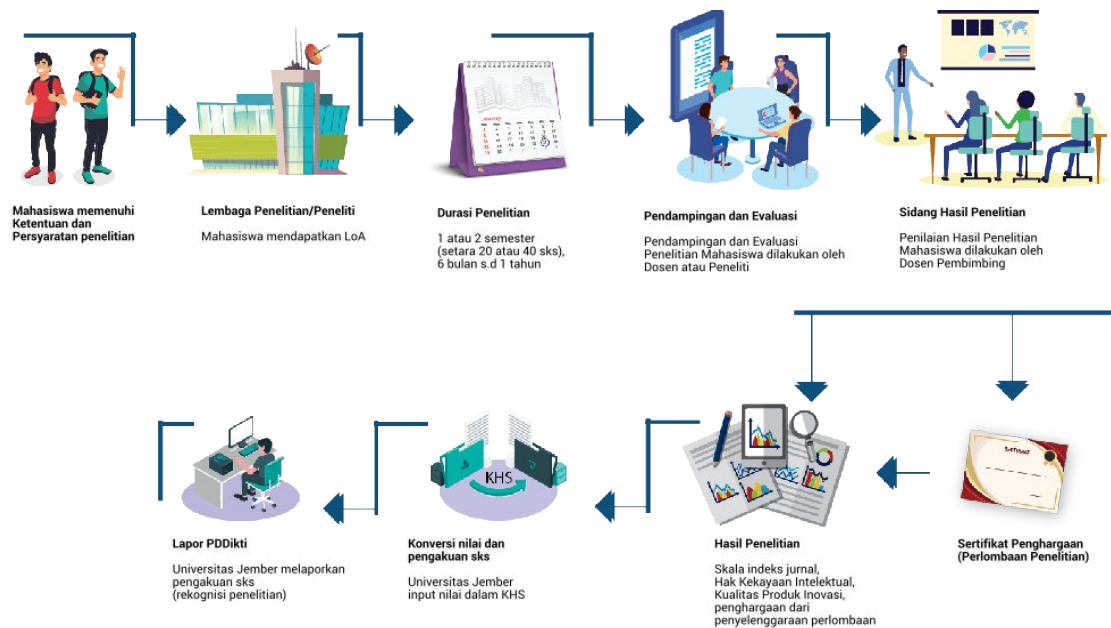 Mahasiswa memenuhi
Ketentuan dan
Persyaratan penelitian
Lembaga Penelitian/Peneliti
Mahasiswa mendapatkan LoA
January
Durasi Penelitian
1 atau 2 semester
(setara 20 atau 40 sks),
6 bulan s.d 1 tahun
Pendampingan dan Evaluasi
Pendampingan dan Evaluasi
Penelitian Mahasiswa dilakukan oleh
Dosen atau Peneliti
Sidang Hasil Penelitian
Penilaian Hasil Penelitian
Mahasiswa dilakukan oleh
Dosen Pembimbing
Lapor PDDikti
Universitas Jember melaporkan
pengakuan sks
(rekognisi penelitian)
KHS
Konversi nilai dan
pengakuan sks
Universitas Jember
input nilai dalam KHS
Hasil Penelitian
Skala indeks jurnal,
Hak Kekayaan Intelektual,
Kualitas Produk Inovasi,
penghargaan dari
penyelenggaraan perlombaan
Sertifikat Penghargaan
(Perlombaan Penelitian)